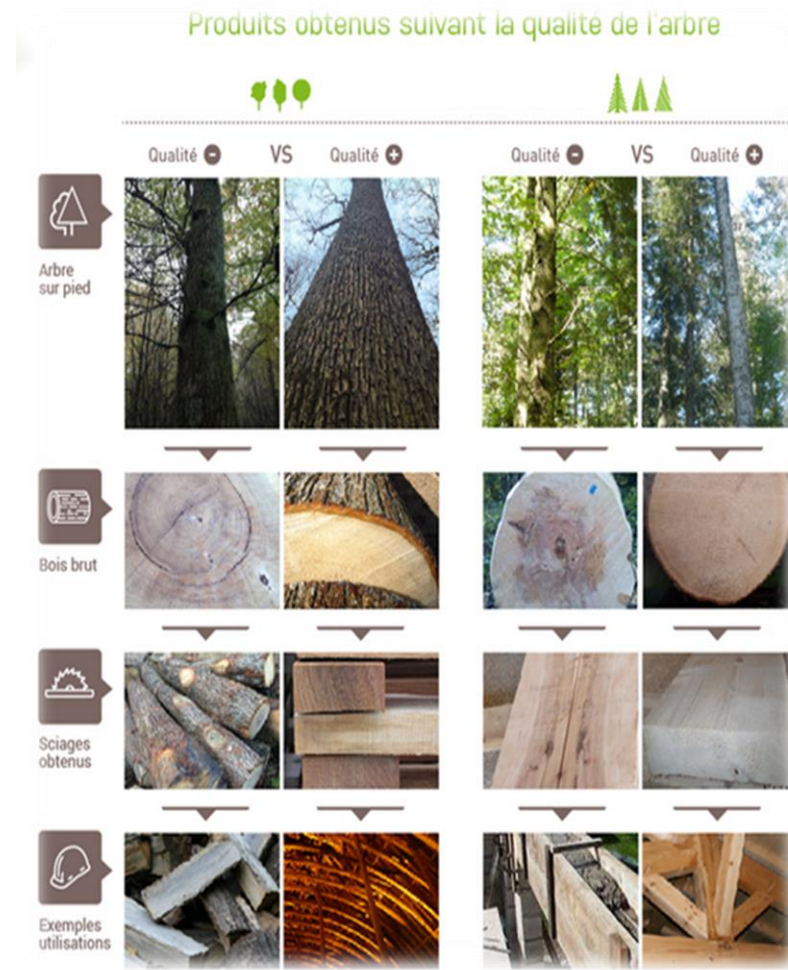 Produits obtenus suivant la qualité de l'arbre
Qualité - VS Qualité +
Qualité - VS Qualité +
Arbre
sur pied
Bois brut
Sciages
obtenus
Exemples
utilisations